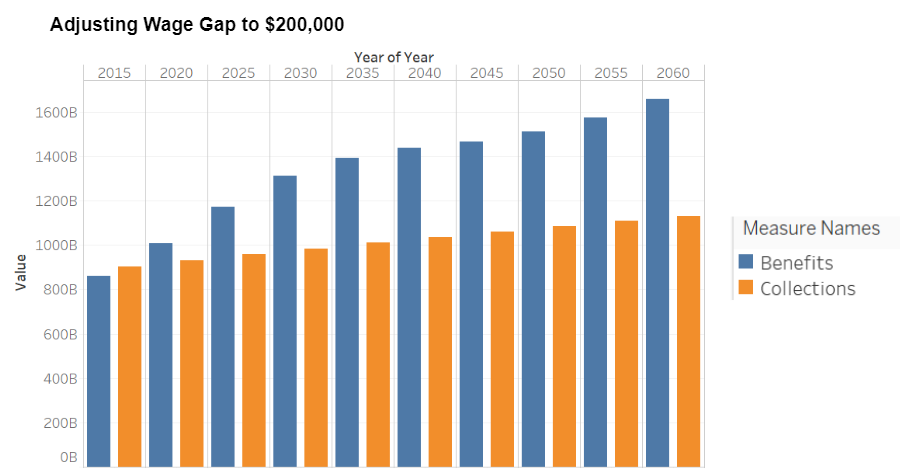 Adjusting Wage Gap to $200,000
Year of Year
2015 2020 2025 2030 2035 2040 2045 2050 2055 2060
1600B
1400B
1200B
1000B
800B
600B
400B
200B
0B
Value
Measure Names
Benefits
Collections